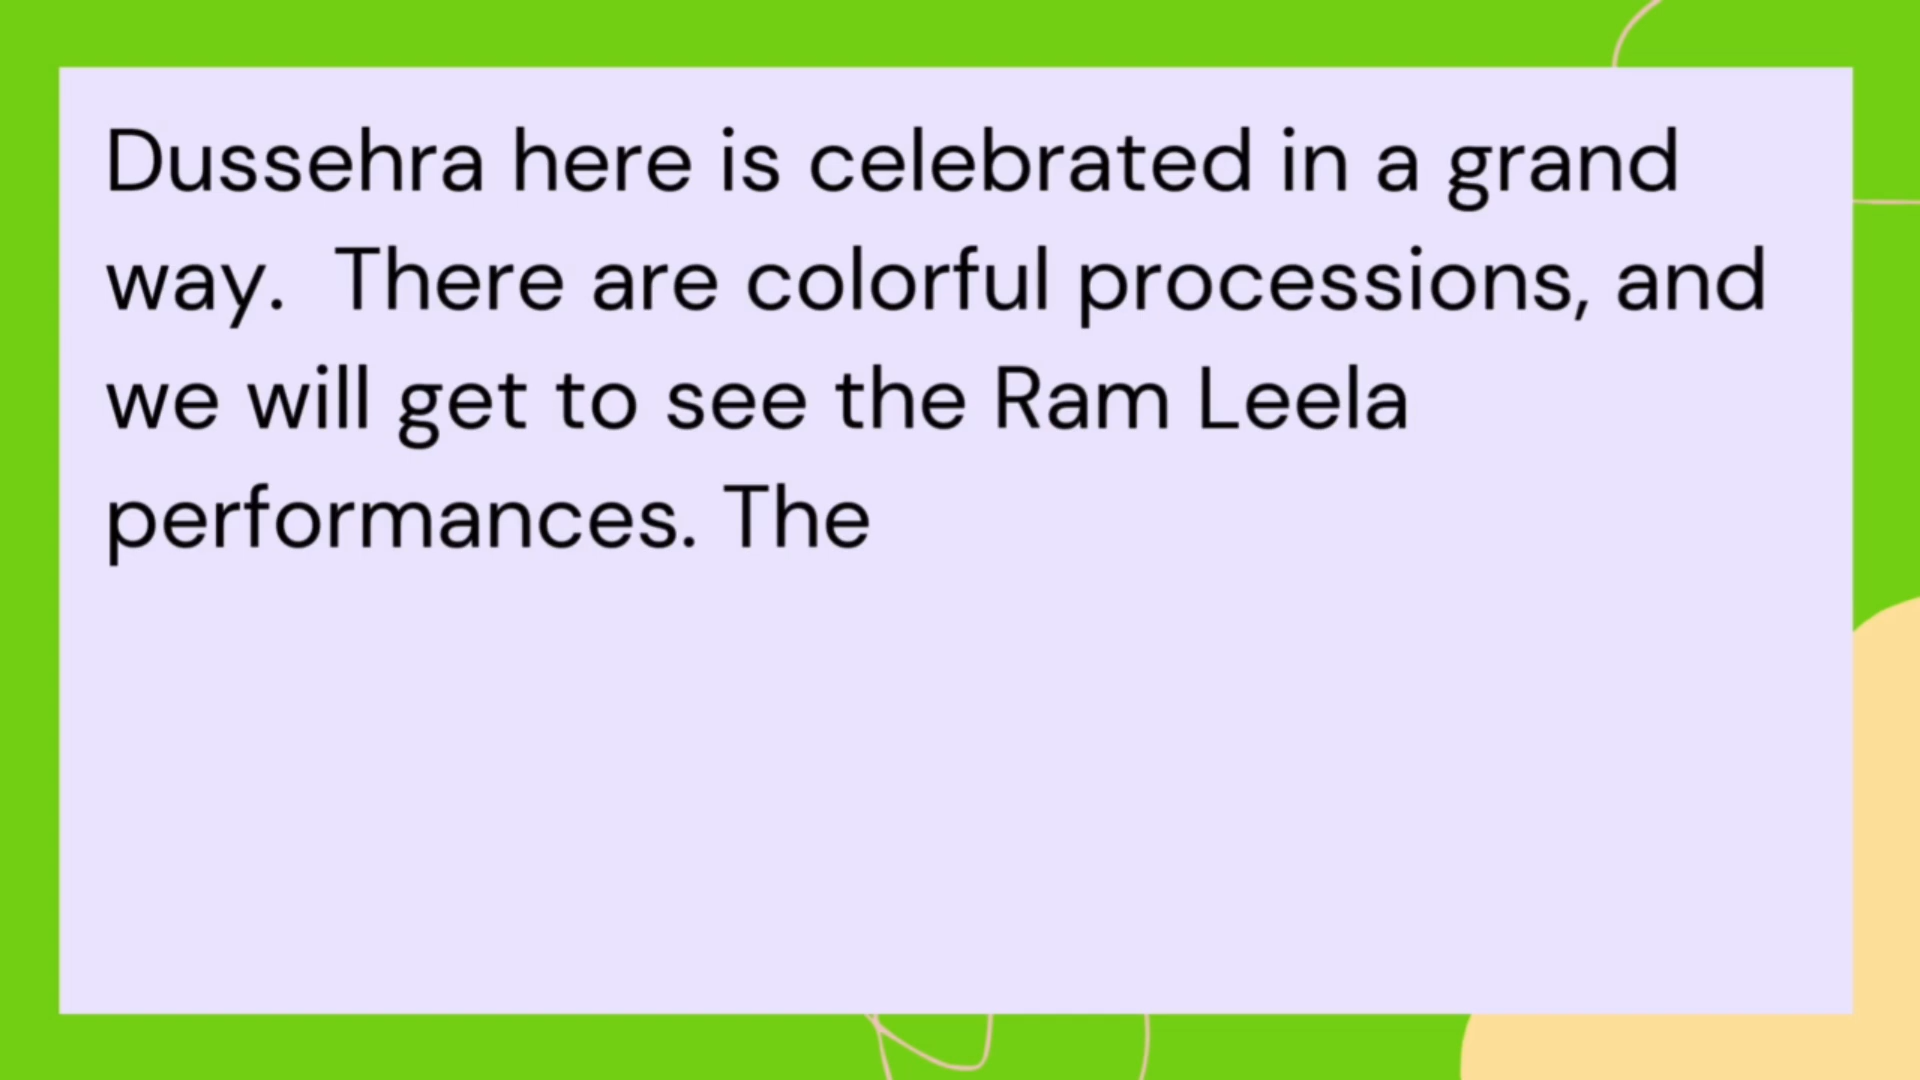 Dussehra here is celebrated in a grand
way.  There are colorful processions, and
we will get to see the Ram Leela
performances. The